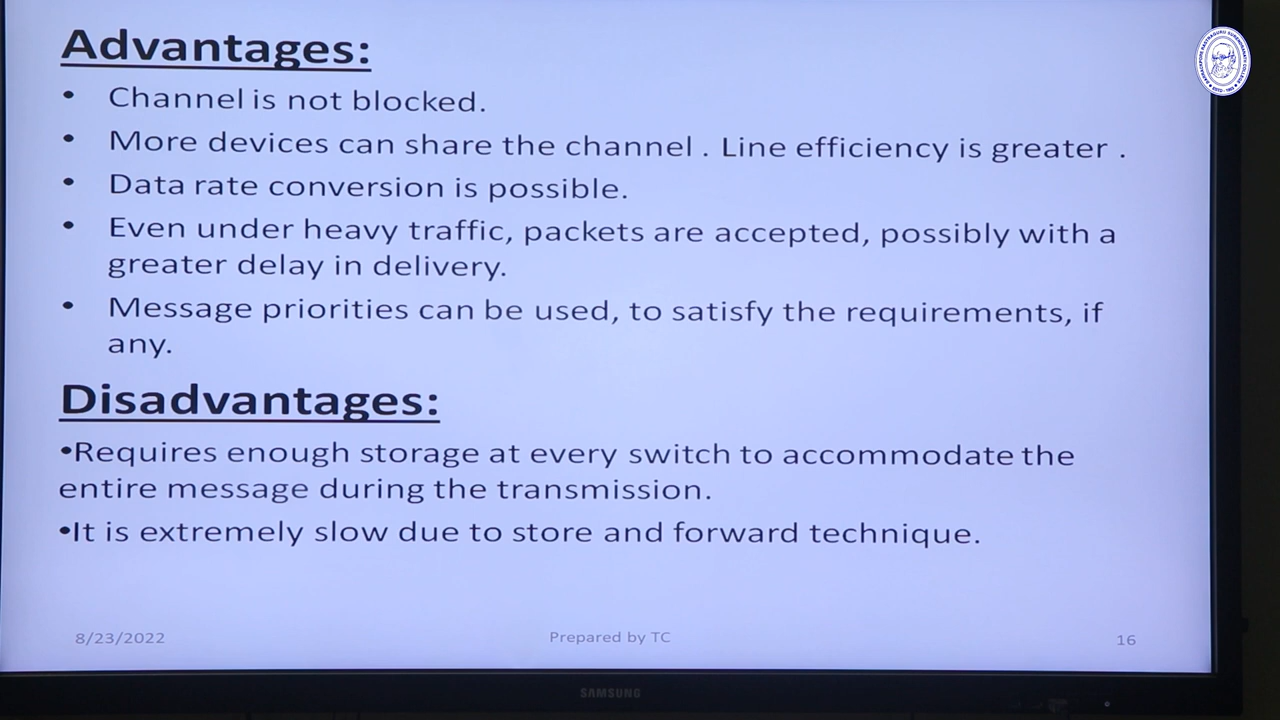 Advantages:
• Channel is not blocked.
• More devices can share the channel . Line efficiency is greater .
• Data rate conversion is possible.
• Even under heavy traffic, packets are accepted, possibly with a
greater delay in delivery.
• Message priorities can be used, to satisfy the requirements, if
any.
Disadvantages:
•Requires enough storage at every switch to accommodate the
entire message during the transmission.
•It is extremely slow due to store and forward technique.
8/23/2022
Prepared by TC
16
SAMSUNG